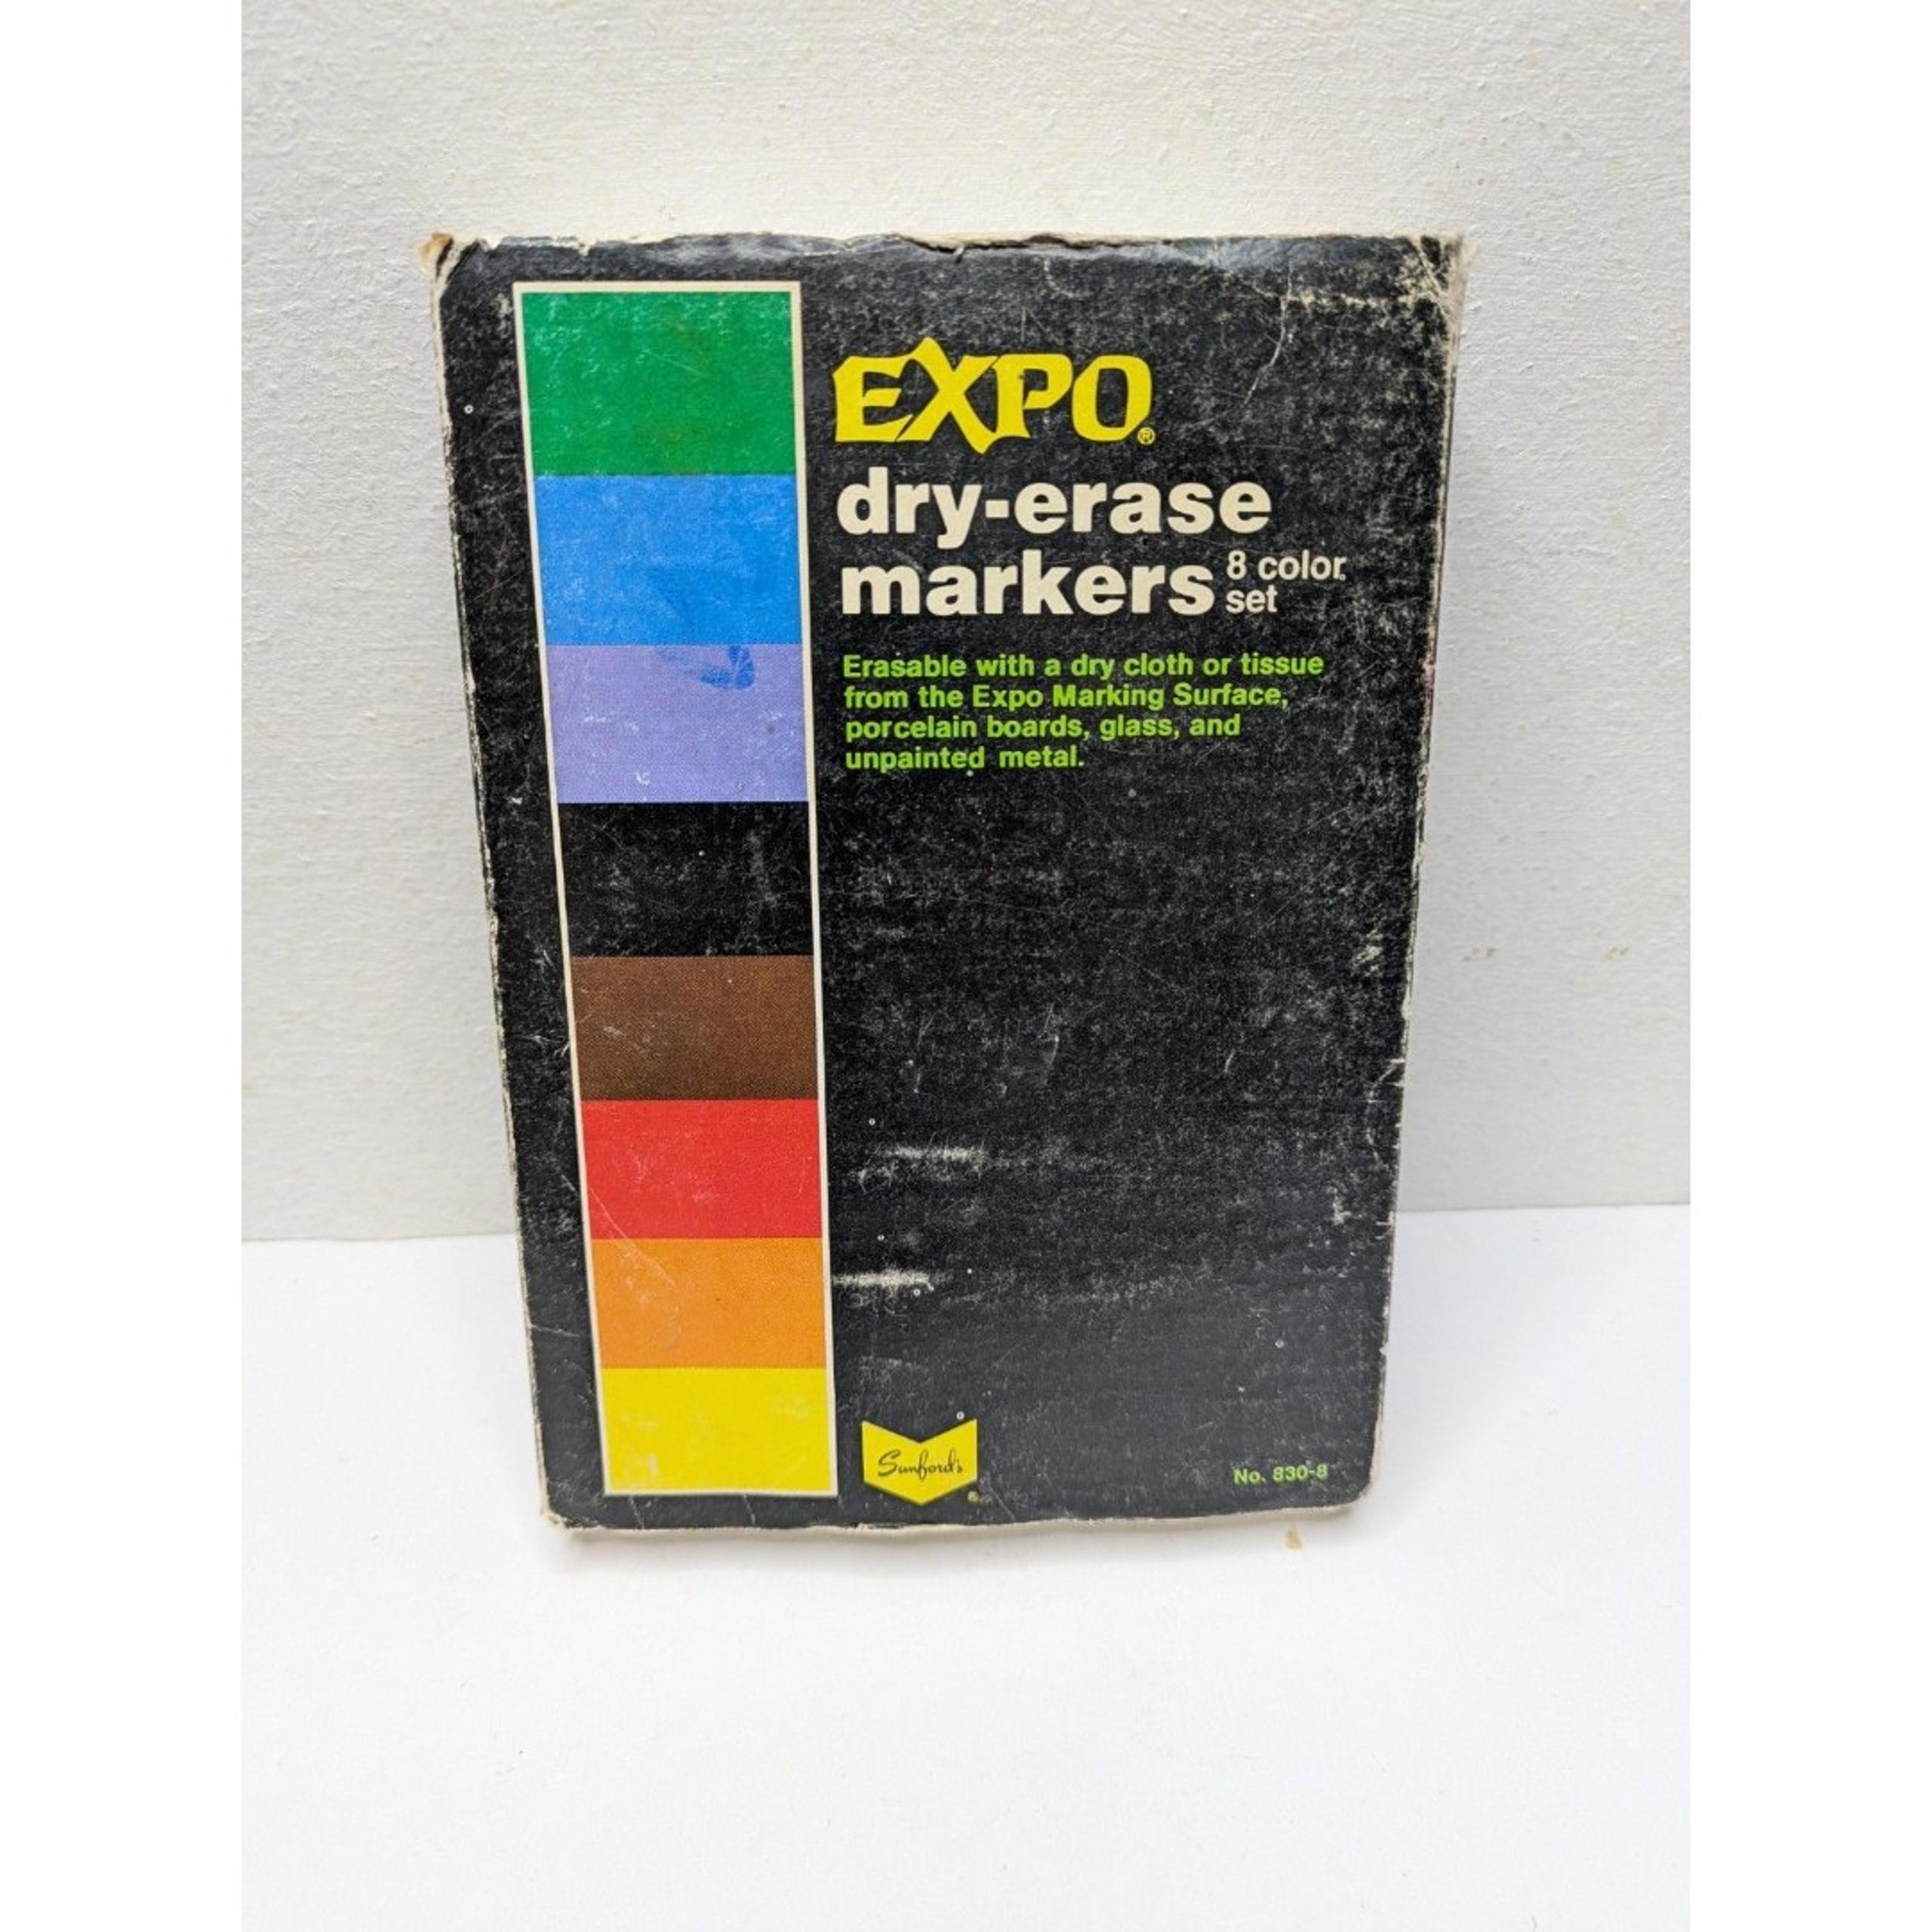 EXPO®
dry-erase
markers 8 color
set
Erasable with a dry cloth or tissue
from the Expo Marking Surface,
porcelain boards, glass, and
unpainted metal.
Sanford's
®
No. 830-8